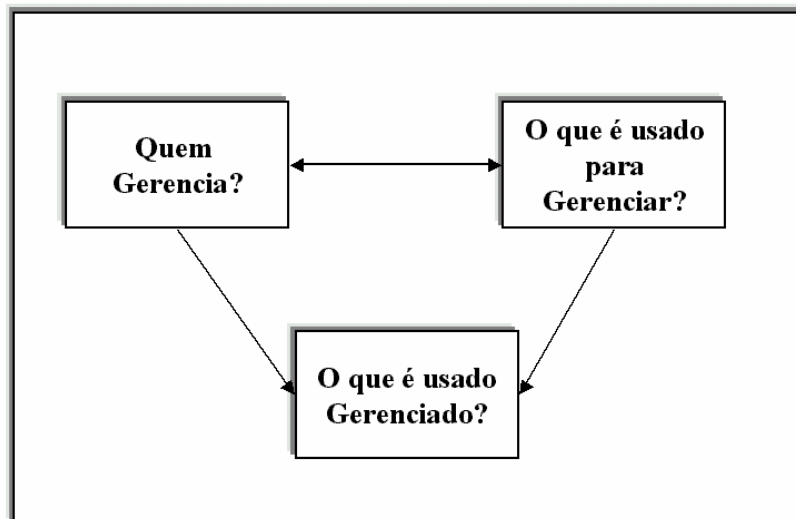 Quem
Gerencia?
O que é usado
para
Gerenciar?
O que é usado
Gerenciado?